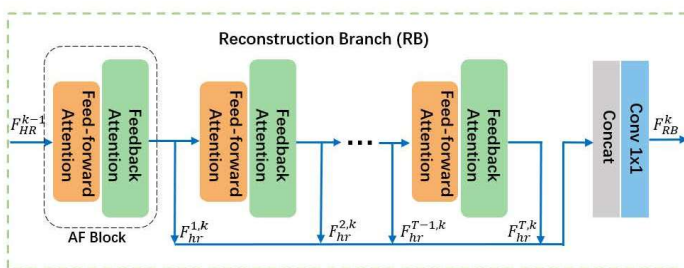 Reconstruction Branch (RB)
F_{HR}^{k-1}
Feed-forward
Attention
Feedback
Attention
AF Block
F_{hr}^{1,k}
Feed-forward
Attention
Feedback
Attention
F_{hr}^{2,k}
...
F_{hr}^{T-1,k}
Feed-forward
Attention
Feedback
Attention
F_{hr}^{T,k}
Concat
Conv 1x1
F_{RB}^{k}